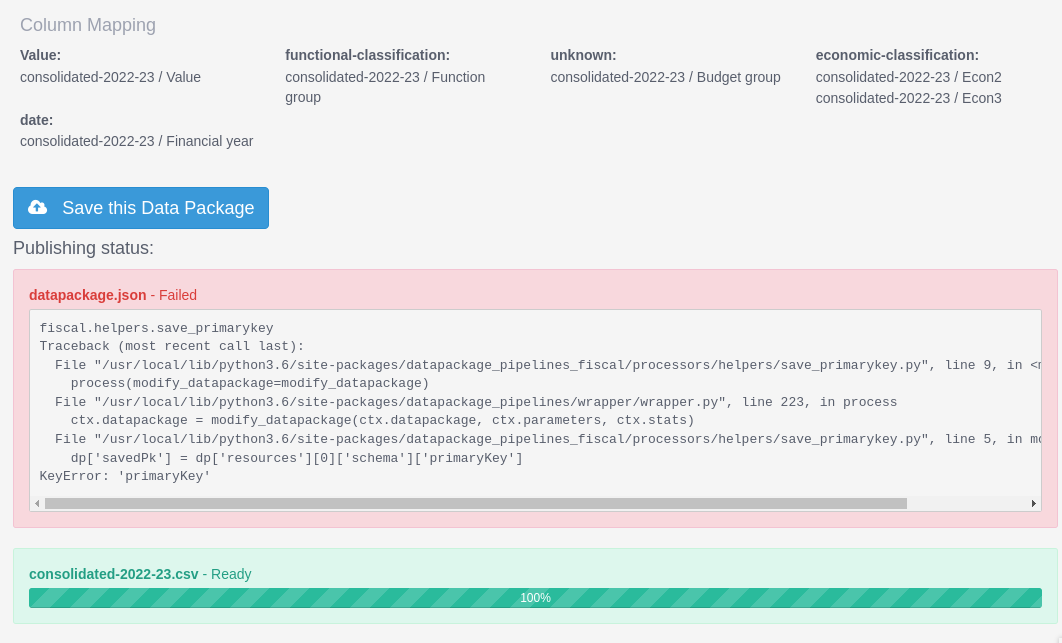 Column Mapping
Value:
consolidated-2022-23 / Value
functional-classification:
consolidated-2022-23 / Function
group
unknown:
consolidated-2022-23 / Budget group
economic-classification:
consolidated-2022-23 / Econ2
consolidated-2022-23 / Econ3
date:
consolidated-2022-23 / Financial year
Save this Data Package
Publishing status:
datapackage.json - Failed
fiscal.helpers.save_primarykey
Traceback (most recent call last):
  File "/usr/local/lib/python3.6/site-packages/datapackage_pipelines_fiscal/processors/helpers/save_primarykey.py", line 9, in
    process(modify_datapackage=modify_datapackage)
  File "/usr/local/lib/python3.6/site-packages/datapackage_pipelines/wrapper/wrapper.py", line 223, in process
    ctx.datapackage = modify_datapackage(ctx.datapackage, ctx.parameters, ctx.stats)
  File "/usr/local/lib/python3.6/site-packages/datapackage_pipelines_fiscal/processors/helpers/save_primarykey.py", line 5, in
    dp['savedPk'] = dp['resources'][0]['schema']['primaryKey']
KeyError: 'primaryKey'
consolidated-2022-23.csv - Ready
100%